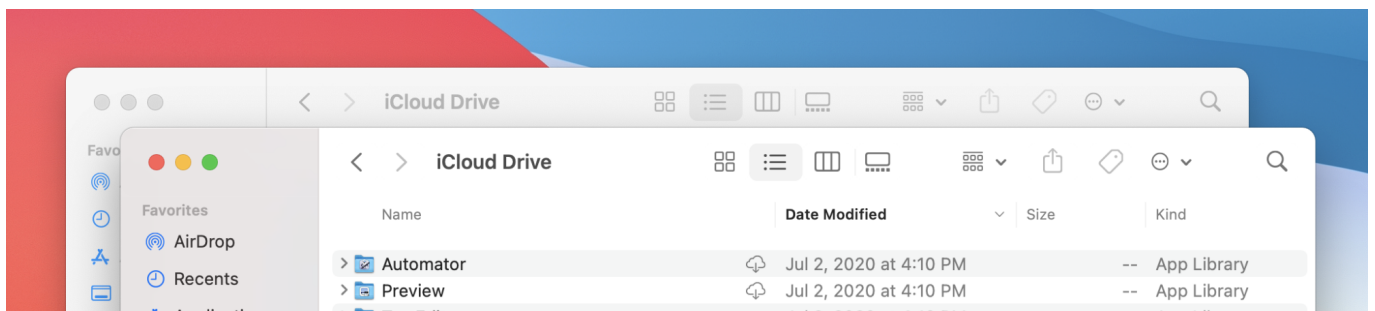 iCloud Drive
Favo
iCloud Drive
Favorites
Name Date Modified Size Kind
AirDrop
Automator Jul 2, 2020 at 4:10 PM -- App Library
Recents
Preview Jul 2, 2020 at 4:10 PM -- App Library